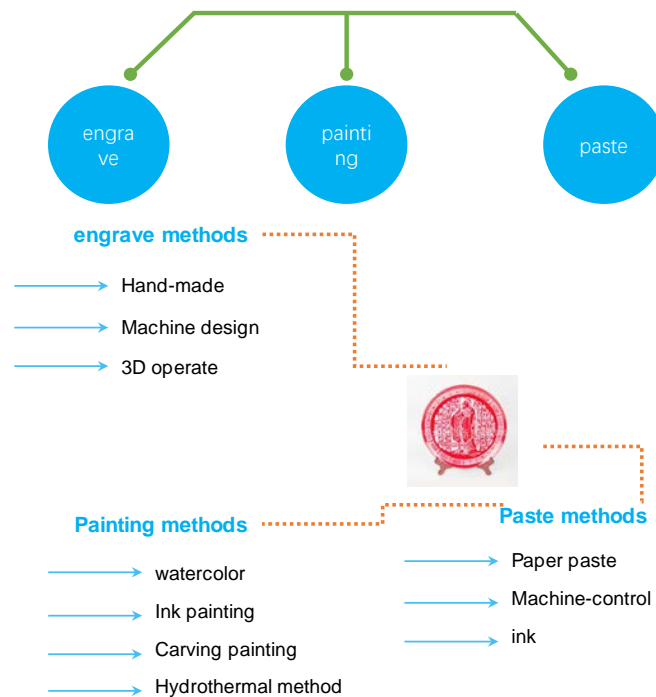 engra
ve
painti
ng
paste
engrave methods
Hand-made
Machine design
3D operate
Painting methods
watercolor
Ink painting
Carving painting
Hydrothermal method
Paste methods
Paper paste
Machine-control
ink